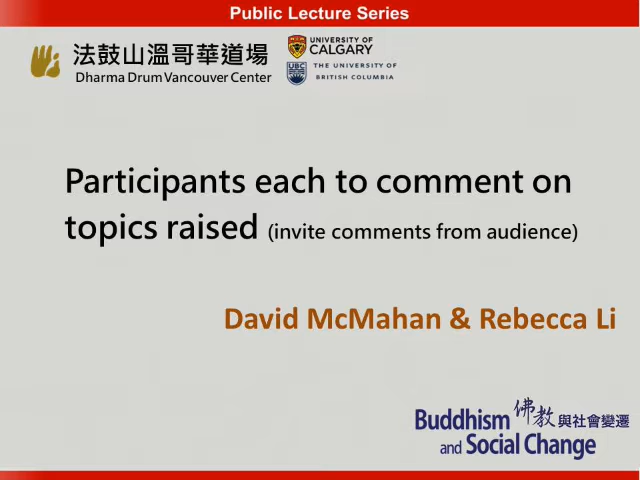 Public Lecture Series
法鼓山溫哥華道場
Dharma Drum Vancouver Center
UNIVERSITY OF
CALGARY
UBC
THE UNIVERSITY OF
BRITISH COLUMBIA
Participants each to comment on
topics raised (invite comments from audience)
David McMahan & Rebecca Li
Buddhism 佛教與社會變遷
and Social Change